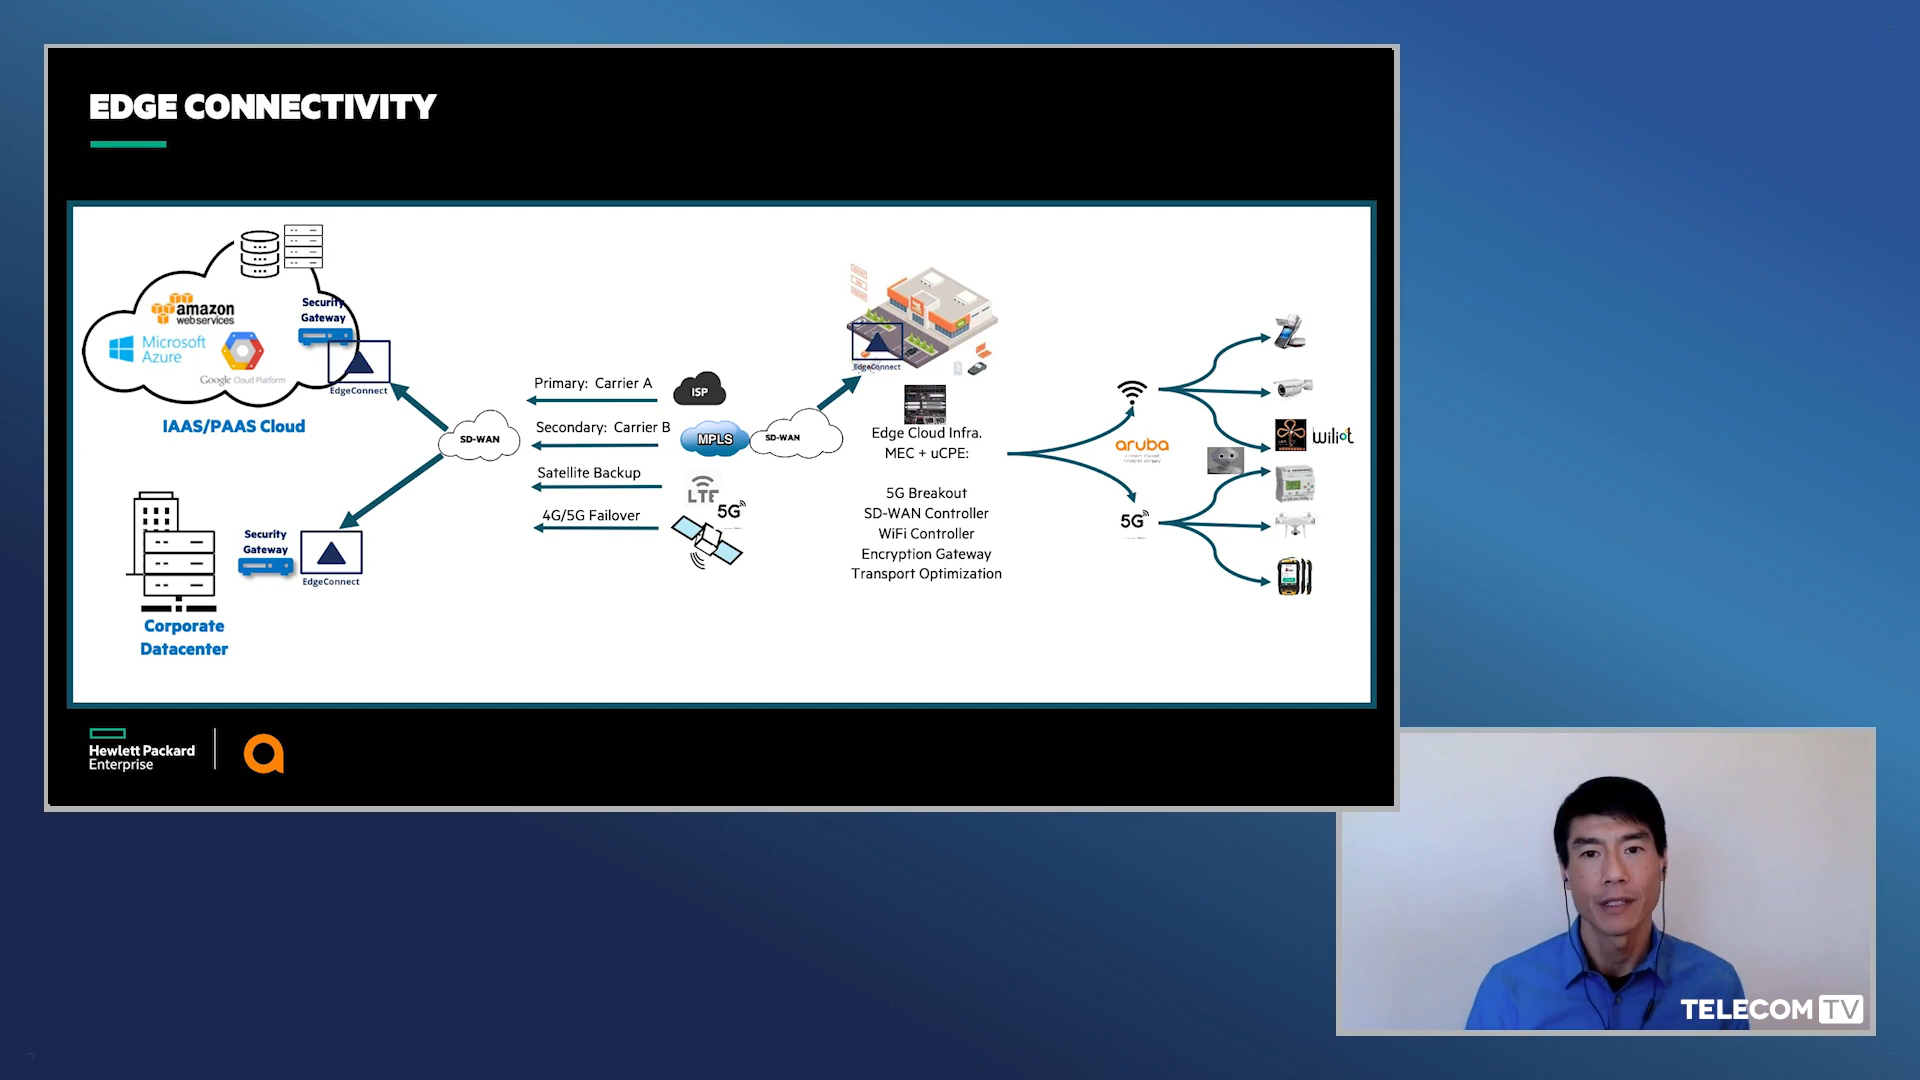 EDGE CONNECTIVITY
amazon
webservices
Microsoft
Azure
Google Cloud Platform
Security
Gateway
EdgeConnect
IAAS/PAAS Cloud
Security
Gateway
EdgeConnect
Corporate
Datacenter
SD-WAN
Primary: Carrier A
Secondary: Carrier B
Satellite Backup
4G/5G Failover
ISP
MPLS
LTE
5G
SD-WAN
EdgeConnect
Edge Cloud Infra.
MEC + uCPE:
5G Breakout
SD-WAN Controller
WiFi Controller
Encryption Gateway
Transport Optimization
aruba
5G
wiliot
Hewlett Packard
Enterprise
TELECOM TV